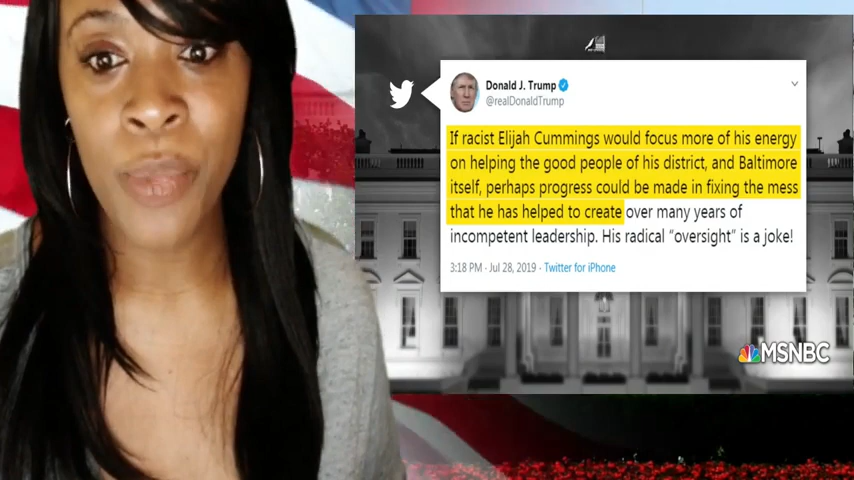 Donald J. Trump
@realDonaldTrump
If racist Elijah Cummings would focus more of his energy
on helping the good people of his district, and Baltimore
itself, perhaps progress could be made in fixing the mess
that he has helped to create over many years of
incompetent leadership. His radical “oversight” is a joke!
3:18 PM - Jul 28, 2019 - Twitter for iPhone
MSNBC